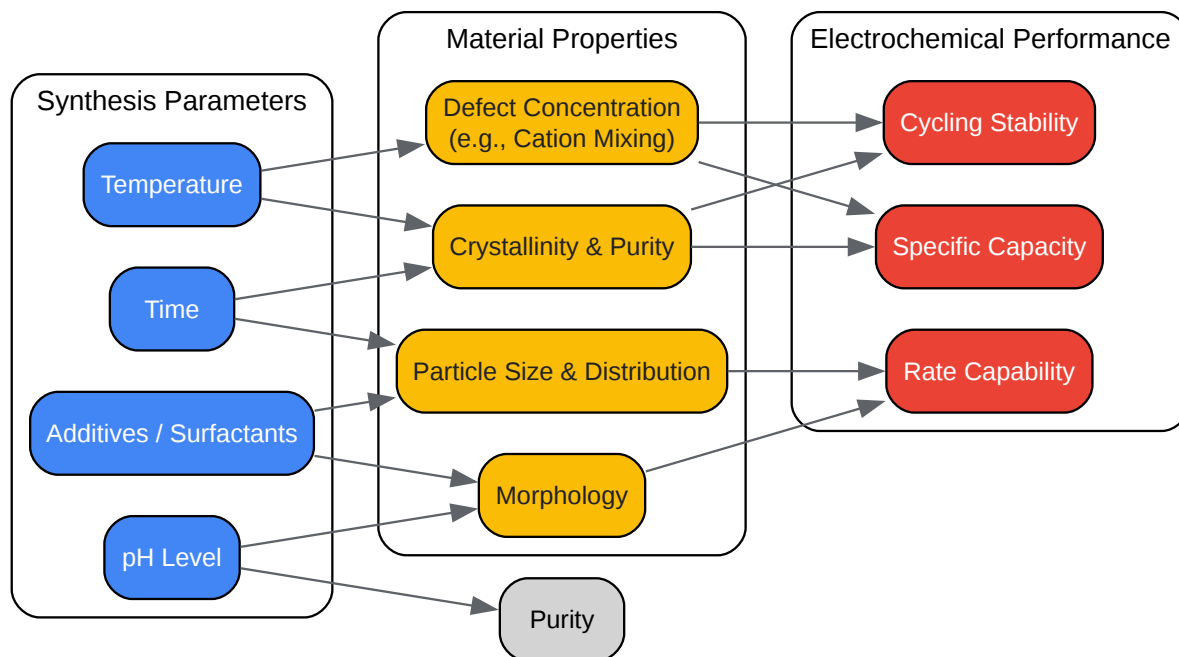 Synthesis Parameters
Temperature
Time
Additives / Surfactants
pH Level
Material Properties
Defect Concentration
(e.g., Cation Mixing)
Crystallinity & Purity
Particle Size & Distribution
Morphology
Purity
Electrochemical Performance
Cycling Stability
Specific Capacity
Rate Capability